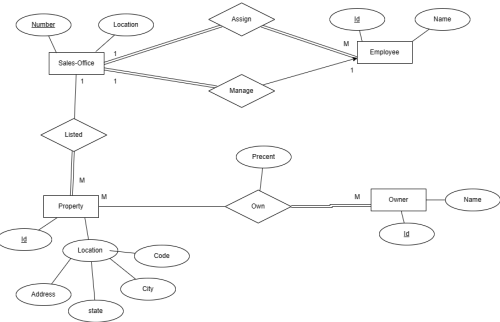 Number
Location
Assign
Id
Name
Sales-Office
1
M
Employee
1
1
1
Manage
Listed
M
Precent
Property
M
Own
M
Owner
Name
Id
Location
Code
Id
Address
City
state